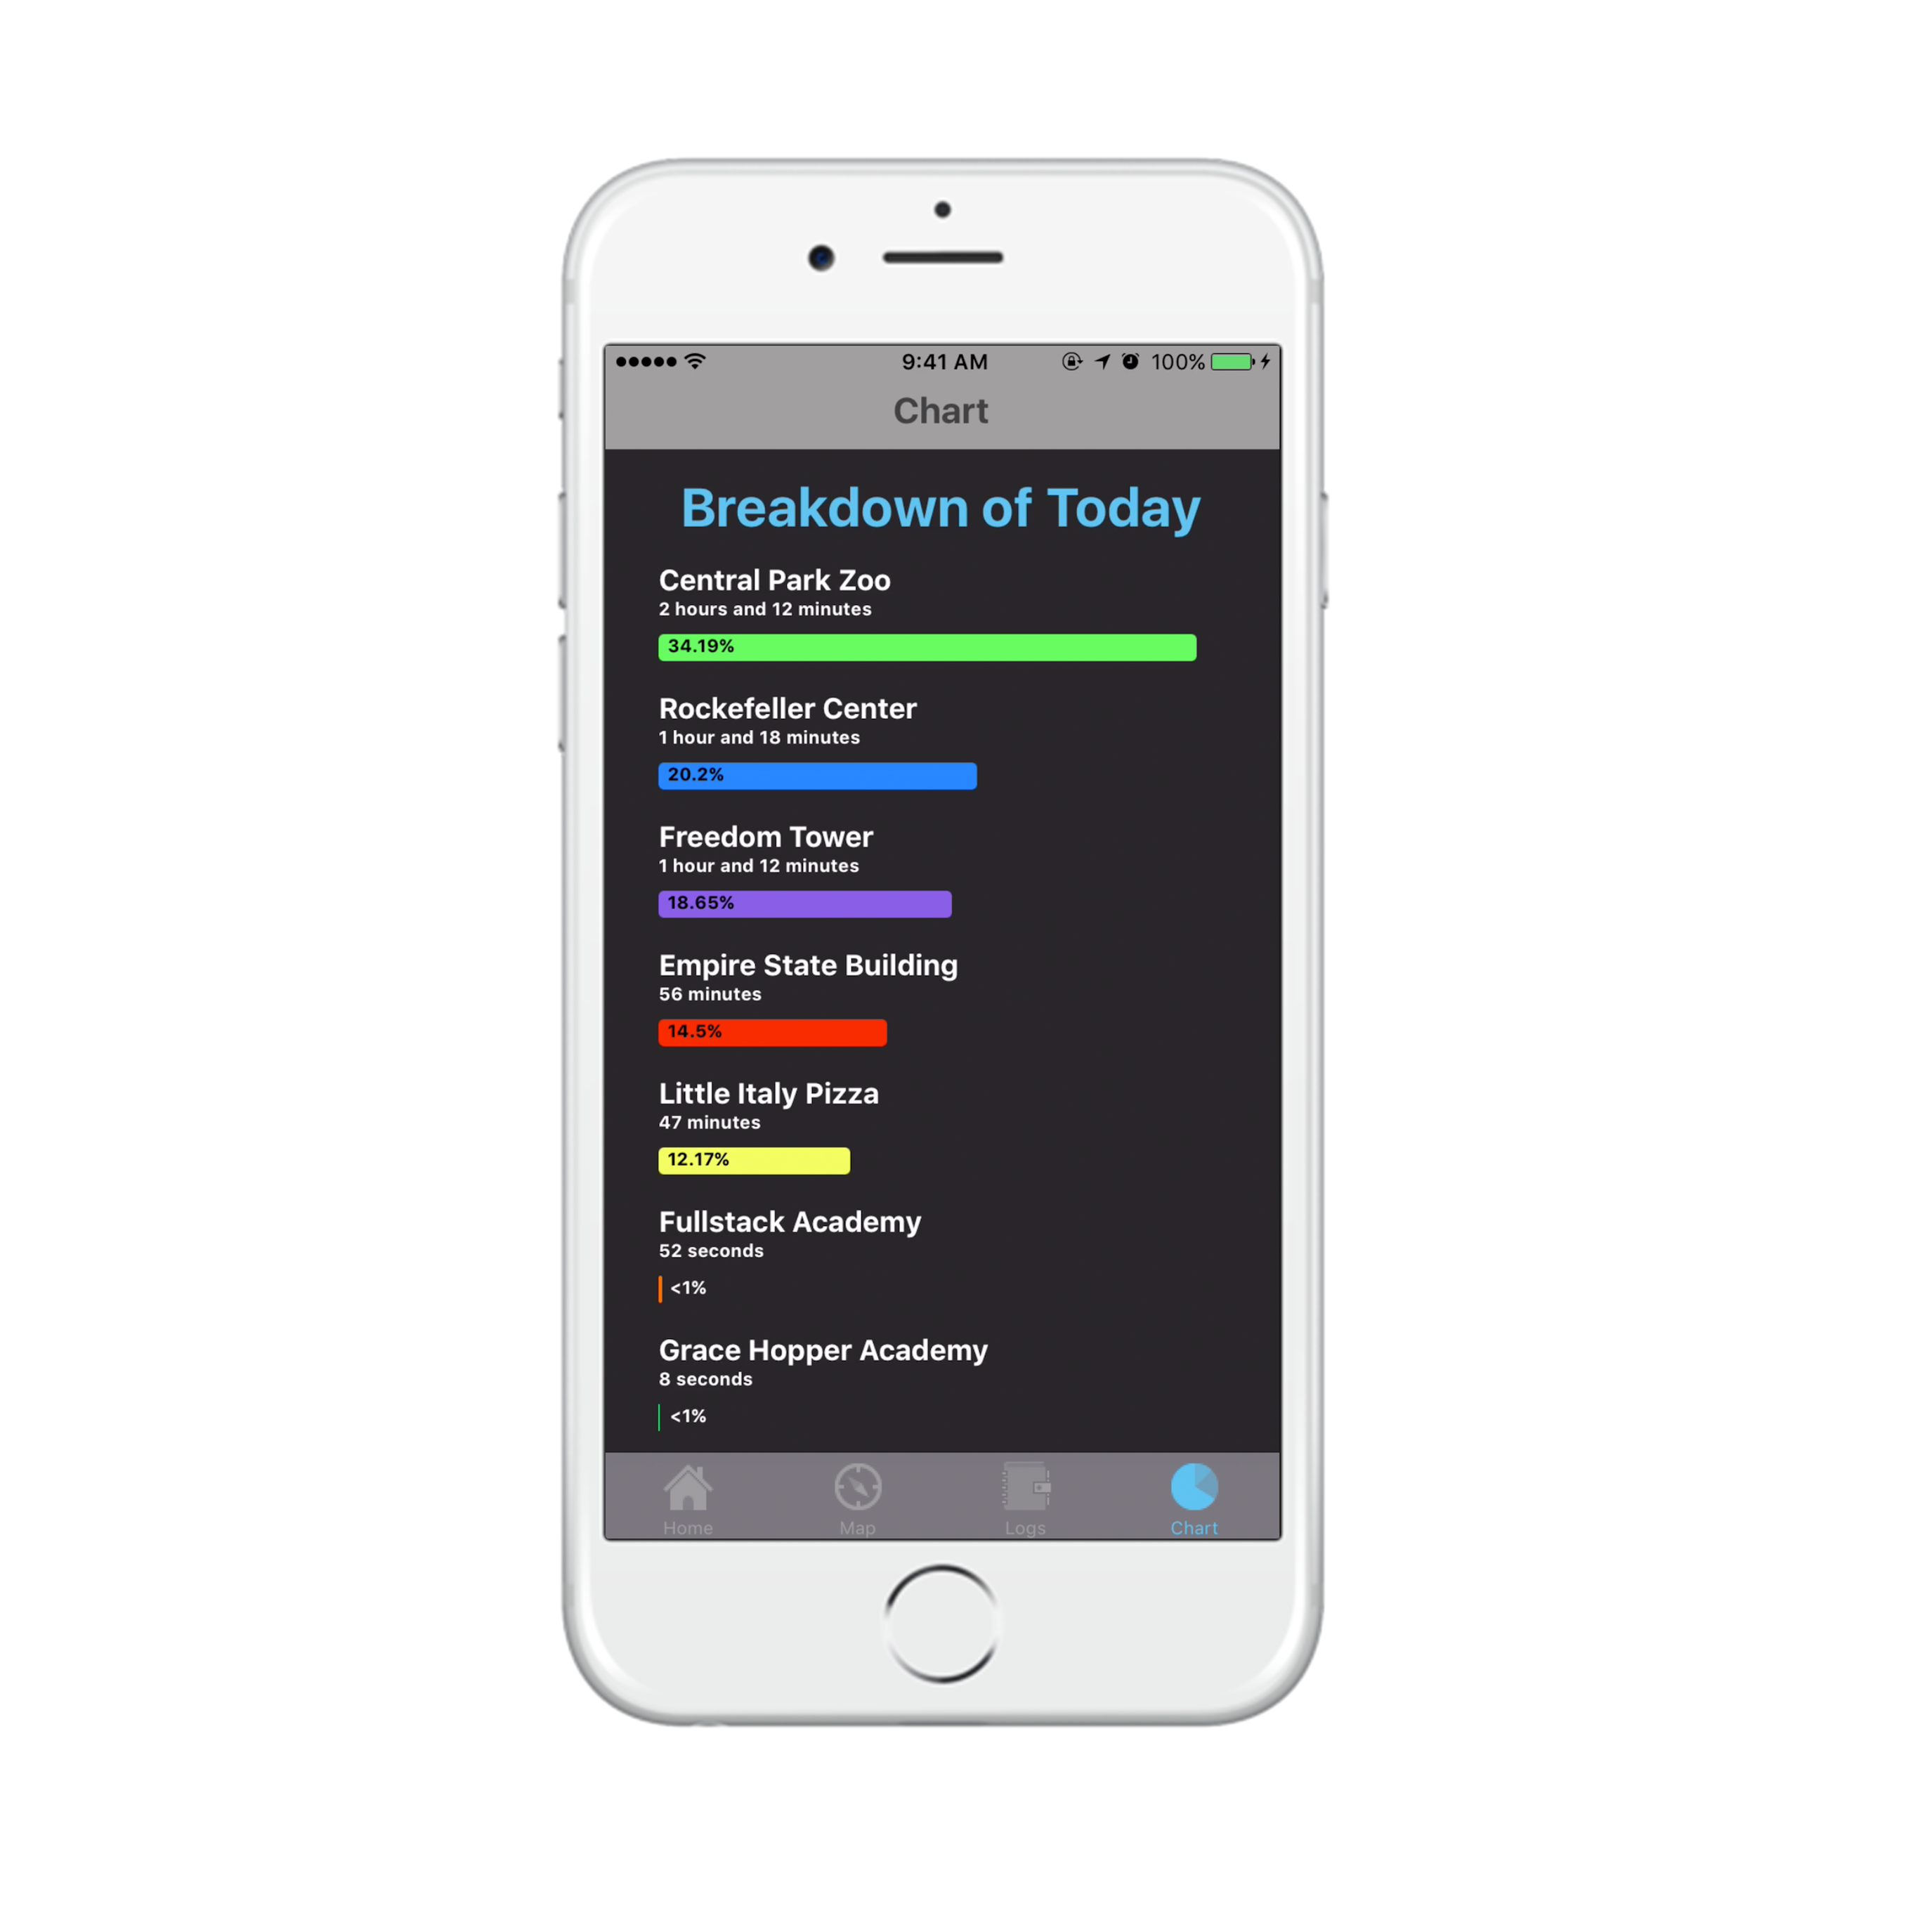 9:41 AM 100%
Chart
Breakdown of Today
Central Park Zoo
2 hours and 12 minutes
34.19%
Rockefeller Center
1 hour and 18 minutes
20.2%
Freedom Tower
1 hour and 12 minutes
18.65%
Empire State Building
56 minutes
14.5%
Little Italy Pizza
47 minutes
12.17%
Fullstack Academy
52 seconds
<1%
Grace Hopper Academy
8 seconds
<1%
Home Map Logs Chart